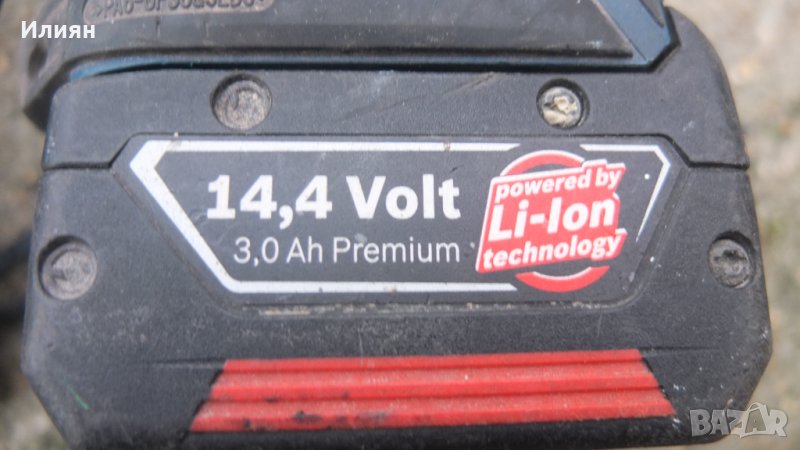 Илиян
14,4 Volt
3,0 Ah Premium
powered by
Li-Ion
technology
BAZAR